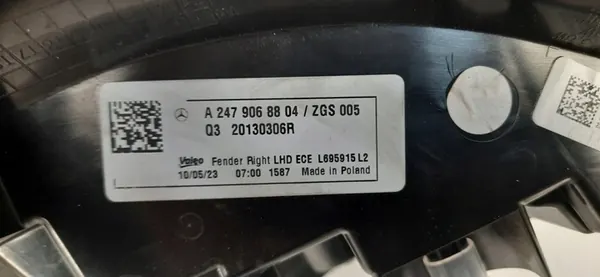 A 247 906 88 04 / ZGS 005
Q3 20130306R
Valeo Fender Right LHD ECE L695915 L2
10/05/23 07:00 1587 Made in Poland